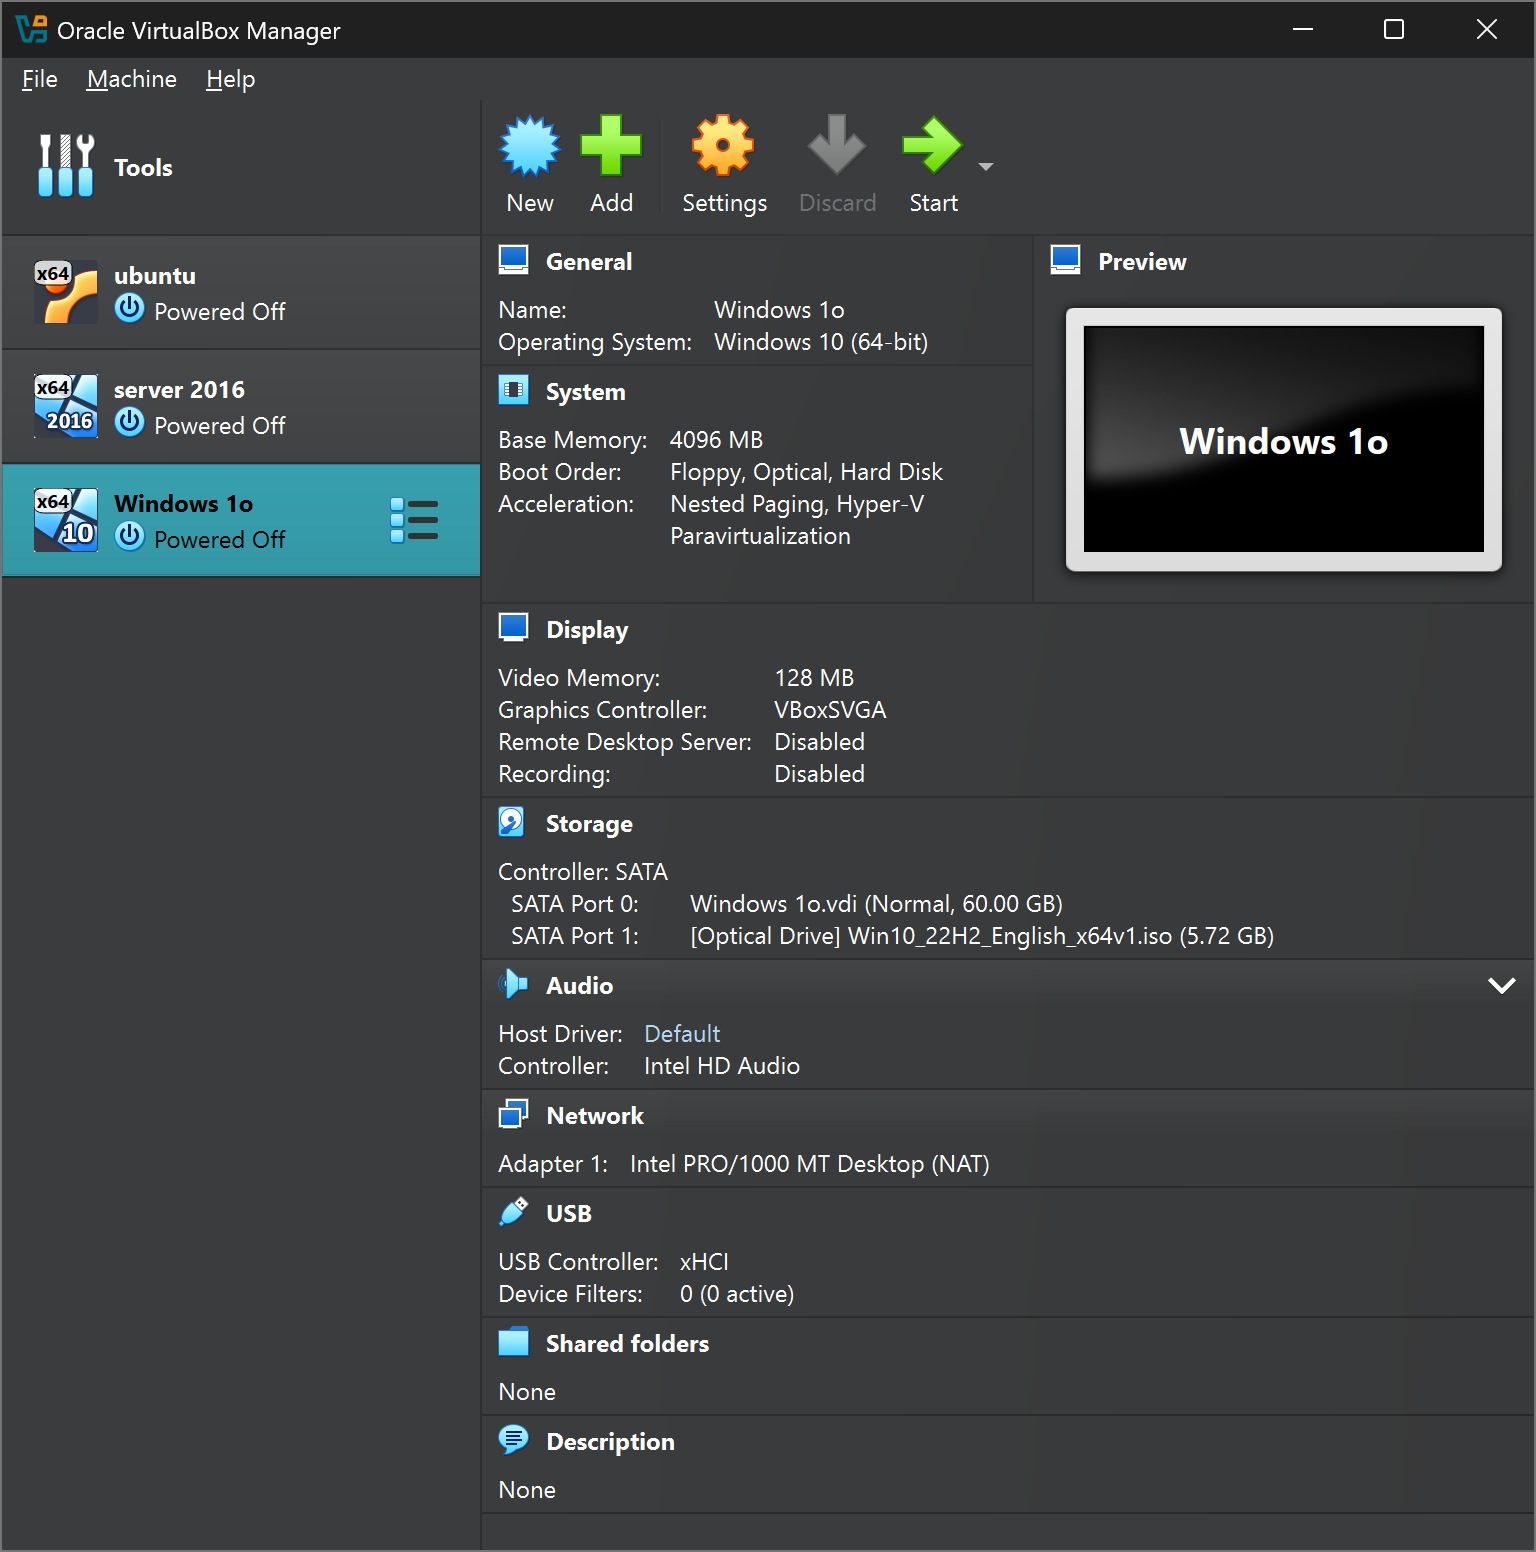 Oracle VirtualBox Manager
File Machine Help
Tools
New Add Settings Discard Start
x64 ubuntu
Powered Off
x64 2016 server 2016
Powered Off
x64 10 Windows 1o
Powered Off
General
Name: Windows 1o
Operating System: Windows 10 (64-bit)
System
Base Memory: 4096 MB
Boot Order: Floppy, Optical, Hard Disk
Acceleration: Nested Paging, Hyper-V
Paravirtualization
Preview
Windows 1o
Display
Video Memory: 128 MB
Graphics Controller: VBoxSVGA
Remote Desktop Server: Disabled
Recording: Disabled
Storage
Controller: SATA
SATA Port 0: Windows 1o.vdi (Normal, 60.00 GB)
SATA Port 1: [Optical Drive] Win10_22H2_English_x64v1.iso (5.72 GB)
Audio
Host Driver: Default
Controller: Intel HD Audio
Network
Adapter 1: Intel PRO/1000 MT Desktop (NAT)
USB
USB Controller: xHCI
Device Filters: 0 (0 active)
Shared folders
None
Description
None